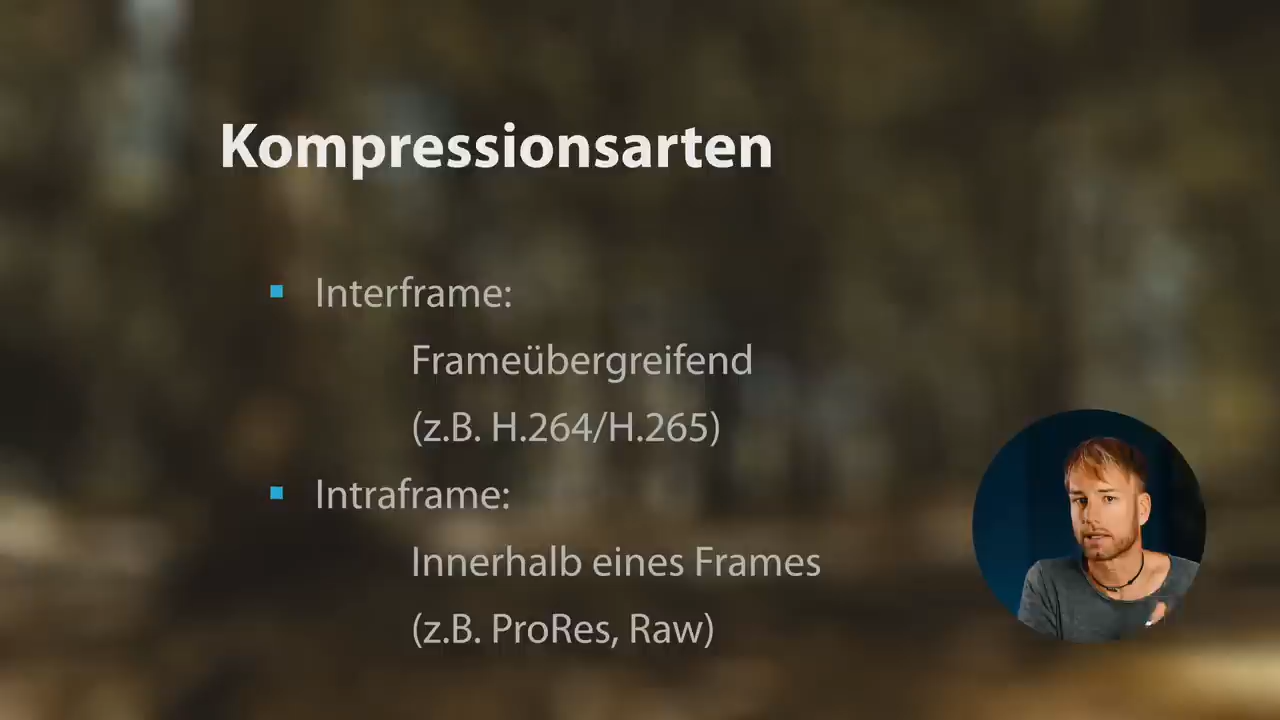 Kompressionsarten
Interframe:
Frameübergreifend
(z.B. H.264/H.265)
Intraframe:
Innerhalb eines Frames
(z.B. ProRes, Raw)